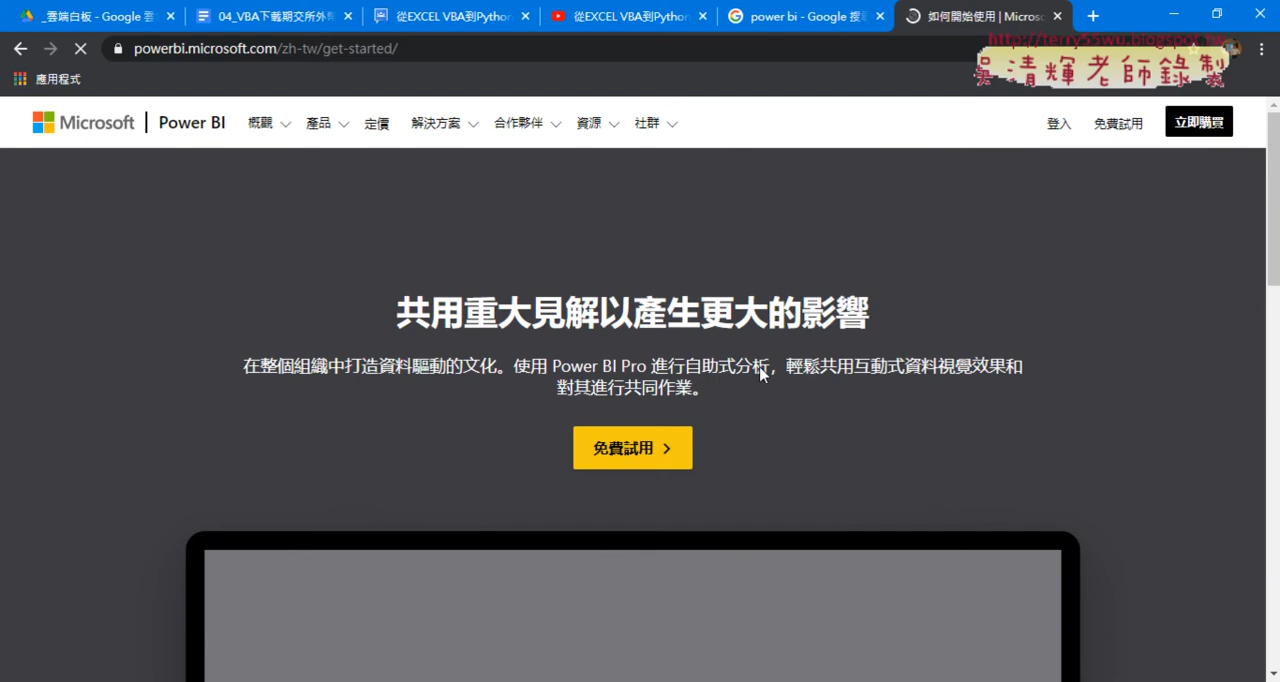 _雲端白板 - Google 雲
04_VBA下載期交所外幣
從EXCEL VBA到Python
從EXCEL VBA到Python
power bi - Google 搜
如何開始使用 | Micros
powerbi.microsoft.com/zh-tw/get-started/
http://terry55wu.blogspot.tw
吳清輝老師錄製
應用程式
Microsoft
Power BI
概觀
產品
定價
解決方案
合作夥伴
資源
社群
登入
免費試用
立即購買
共用重大見解以產生更大的影響
在整個組織中打造資料驅動的文化。使用 Power BI Pro 進行自助式分析，輕鬆共用互動式資料視覺效果和
對其進行共同作業。
免費試用